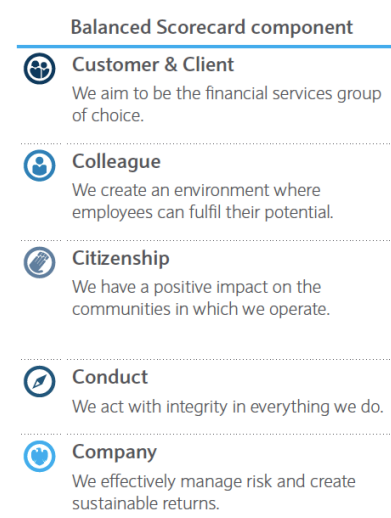 Balanced Scorecard component
Customer & Client
We aim to be the financial services group
of choice.
Colleague
We create an environment where
employees can fulfil their potential.
Citizenship
We have a positive impact on the
communities in which we operate.
Conduct
We act with integrity in everything we do.
Company
We effectively manage risk and create
sustainable returns.